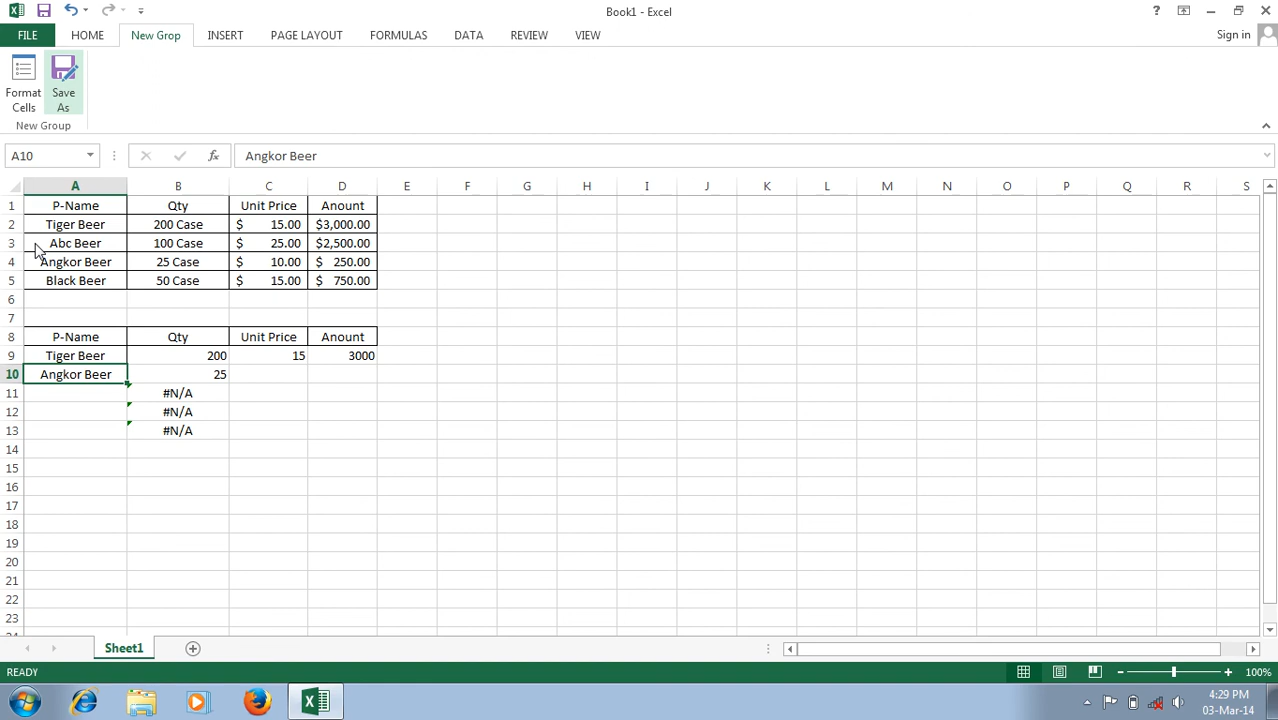 Book1 - Excel
?
FILE HOME New Grop INSERT PAGE LAYOUT FORMULAS DATA REVIEW VIEW Sign in
Format Cells
Save As
New Group
A10 fx Angkor Beer
A B C D E F G H I J K L M N O P Q R S
1 P-Name Qty Unit Price Amount
2 Tiger Beer 200 Case $ 15.00 $3,000.00
3 Abc Beer 100 Case $ 25.00 $2,500.00
4 Angkor Beer 25 Case $ 10.00 $ 250.00
5 Black Beer 50 Case $ 15.00 $ 750.00
6
7
8 P-Name Qty Unit Price Amount
9 Tiger Beer 200 15 3000
10 Angkor Beer 25
11 #N/A
12 #N/A
13 #N/A
14
15
16
17
18
19
20
21
22
23
24
Sheet1
READY 100%
4:29 PM
03-Mar-14